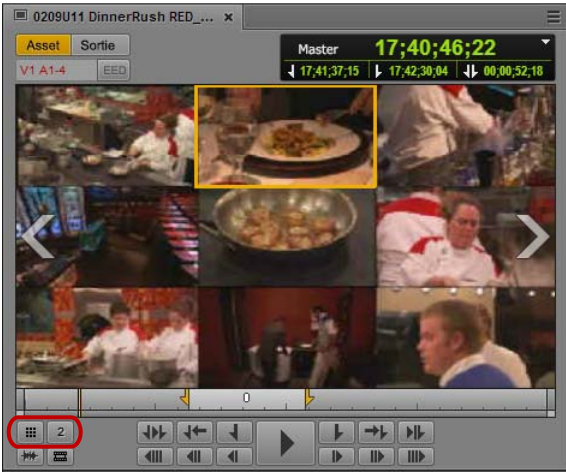 0209U11 DinnerRush RED_... x
Asset Sortie
Master 17;40;46;22
V1 A1-4 EED
17;41;37;15 17;42;30;04 00;00;52;18
0
2